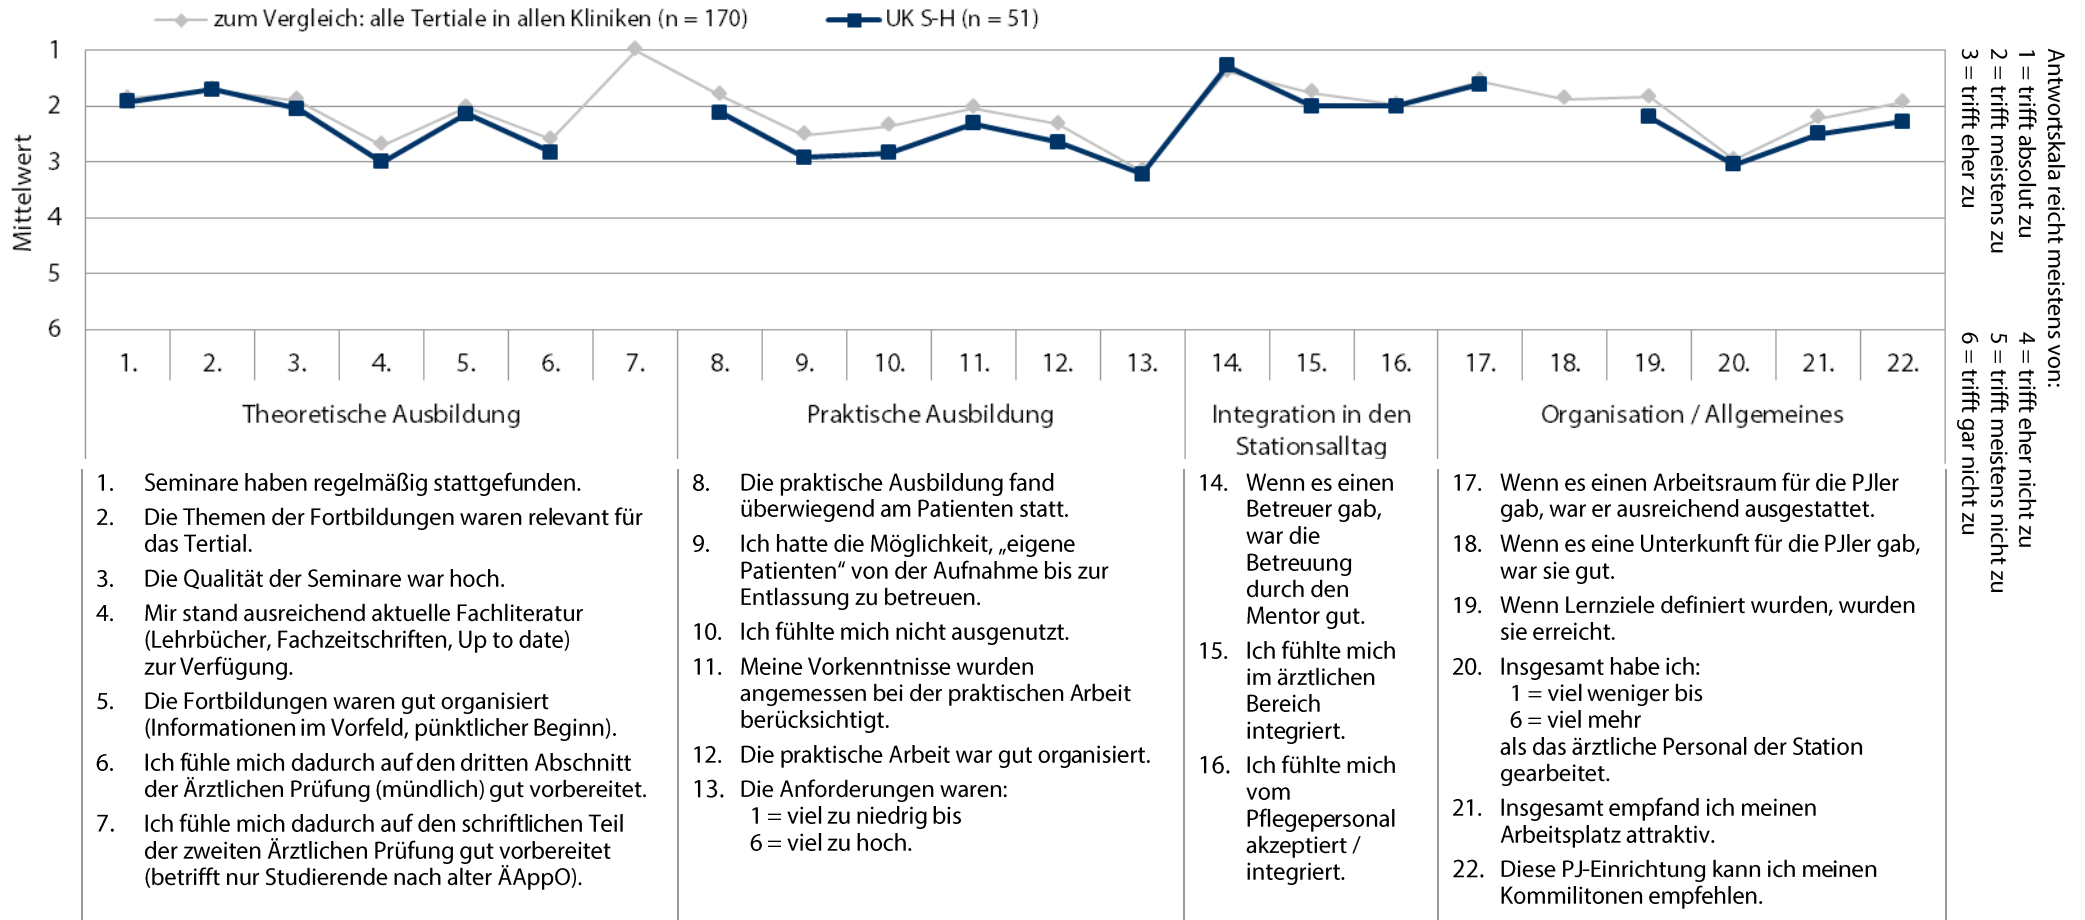 zum Vergleich: alle Tertiale in allen Kliniken (n = 170)
UK S-H (n = 51)
Mittelwert
1
2
3
4
5
6
1.
2.
3.
4.
5.
6.
7.
8.
9.
10.
11.
12.
13.
14.
15.
16.
17.
18.
19.
20.
21.
22.
Theoretische Ausbildung
Praktische Ausbildung
Integration in den
Stationsalltag
Organisation / Allgemeines
Antwortskala reicht meistens von:
1 = trifft absolut zu
2 = trifft meistens zu
3 = trifft eher zu
4 = trifft eher nicht zu
5 = trifft meistens nicht zu
6 = trifft gar nicht zu
1. Seminare haben regelmäßig stattgefunden.
2. Die Themen der Fortbildungen waren relevant für
das Tertial.
3. Die Qualität der Seminare war hoch.
4. Mir stand ausreichend aktuelle Fachliteratur
(Lehrbücher, Fachzeitschriften, Up to date)
zur Verfügung.
5. Die Fortbildungen waren gut organisiert
(Informationen im Vorfeld, pünktlicher Beginn).
6. Ich fühle mich dadurch auf den dritten Abschnitt
der Ärztlichen Prüfung (mündlich) gut vorbereitet.
7. Ich fühle mich dadurch auf den schriftlichen Teil
der zweiten Ärztlichen Prüfung gut vorbereitet
(betrifft nur Studierende nach alter ÄAppO).
8. Die praktische Ausbildung fand
überwiegend am Patienten statt.
9. Ich hatte die Möglichkeit, „eigene
Patienten“ von der Aufnahme bis zur
Entlassung zu betreuen.
10. Ich fühlte mich nicht ausgenutzt.
11. Meine Vorkenntnisse wurden
angemessen bei der praktischen Arbeit
berücksichtigt.
12. Die praktische Arbeit war gut organisiert.
13. Die Anforderungen waren:
1 = viel zu niedrig bis
6 = viel zu hoch.
14. Wenn es einen
Betreuer gab,
war die
Betreuung
durch den
Mentor gut.
15. Ich fühlte mich
im ärztlichen
Bereich
integriert.
16. Ich fühlte mich
vom
Pflegepersonal
akzeptiert /
integriert.
17. Wenn es einen Arbeitsraum für die PJler
gab, war er ausreichend ausgestattet.
18. Wenn es eine Unterkunft für die PJler gab,
war sie gut.
19. Wenn Lernziele definiert wurden, wurden
sie erreicht.
20. Insgesamt habe ich:
1 = viel weniger bis
6 = viel mehr
als das ärztliche Personal der Station
gearbeitet.
21. Insgesamt empfand ich meinen
Arbeitsplatz attraktiv.
22. Diese PJ-Einrichtung kann ich meinen
Kommilitonen empfehlen.